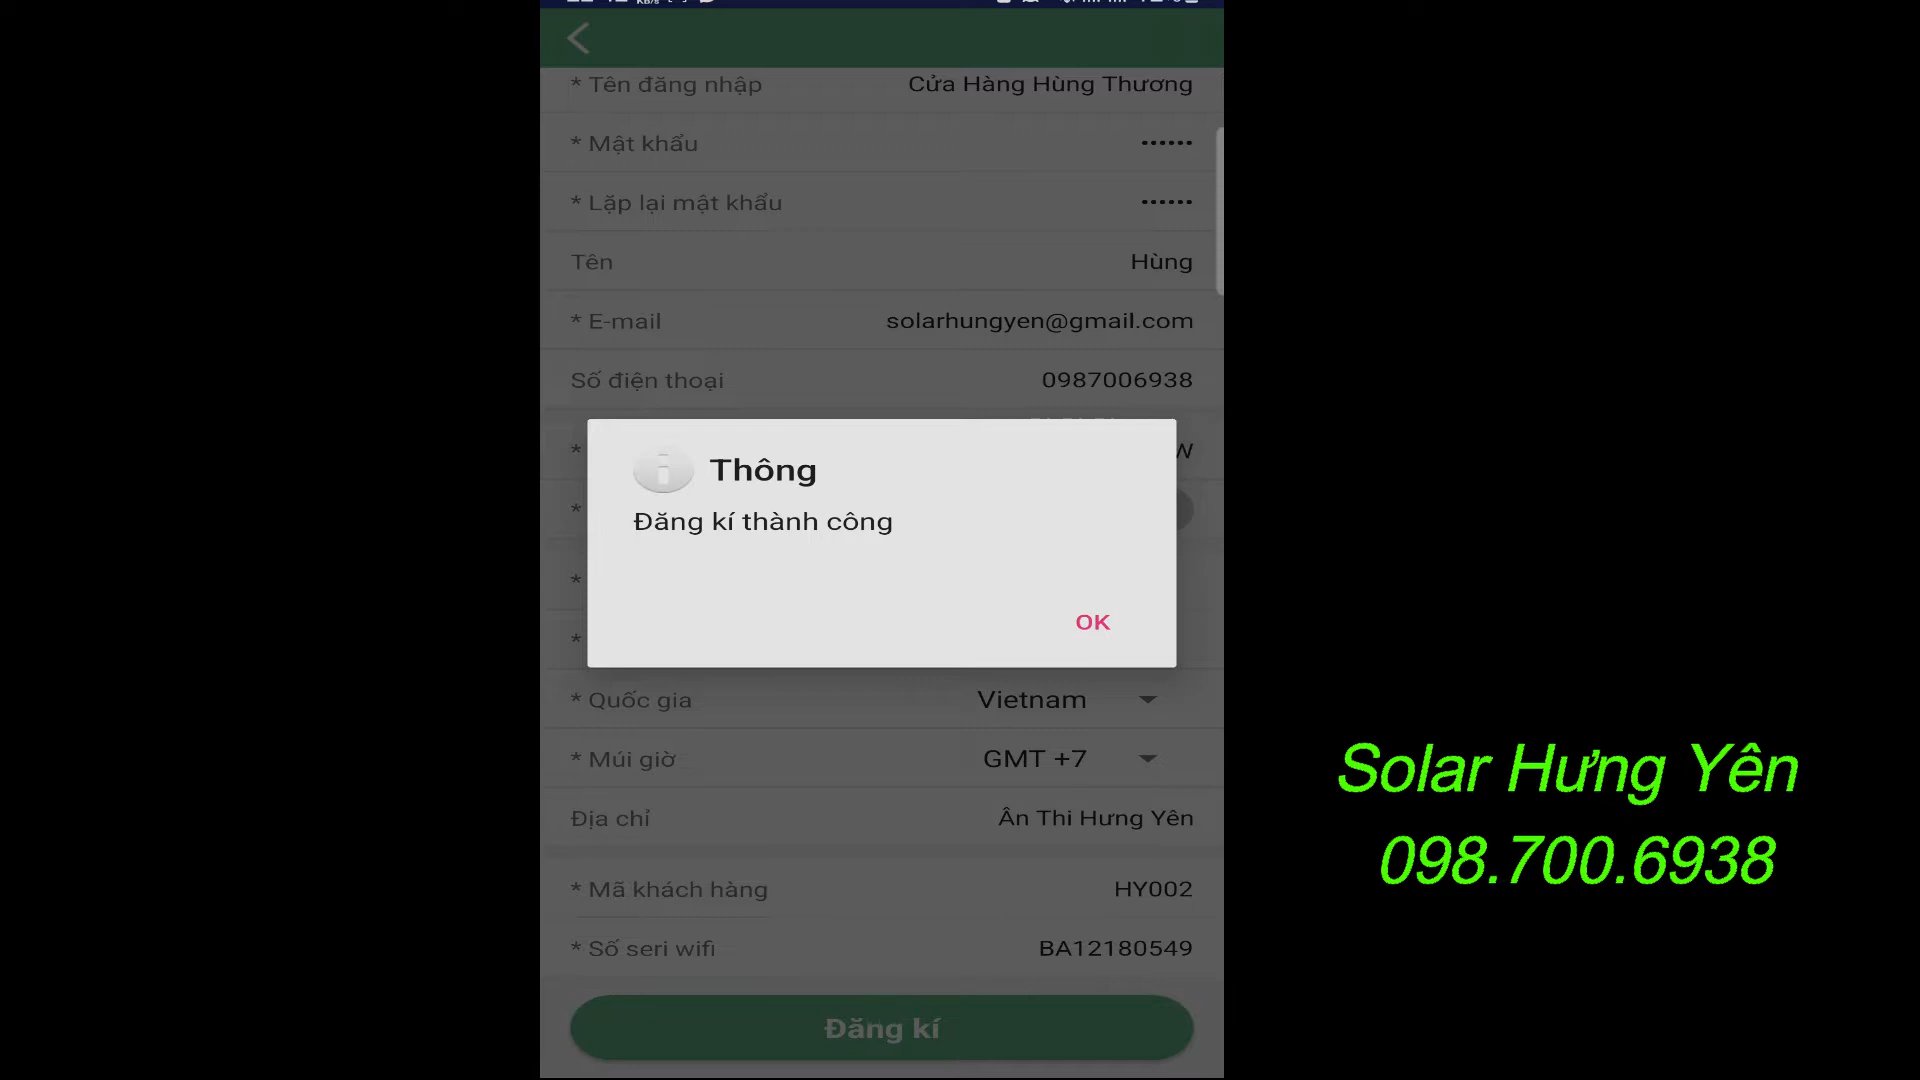 * Tên đăng nhập Cửa Hàng Hùng Thương
* Mật khẩu ••••••
* Lặp lại mật khẩu ••••••
Tên Hùng
* E-mail solarhungyen@gmail.com
Số điện thoại 0987006938
* W
Thông
*
Đăng kí thành công
*
OK
*
* Quốc gia Vietnam
* Múi giờ GMT +7
Địa chỉ Ân Thi Hưng Yên
* Mã khách hàng HY002
* Số seri wifi BA12180549
Đăng kí
Solar Hưng Yên
098.700.6938